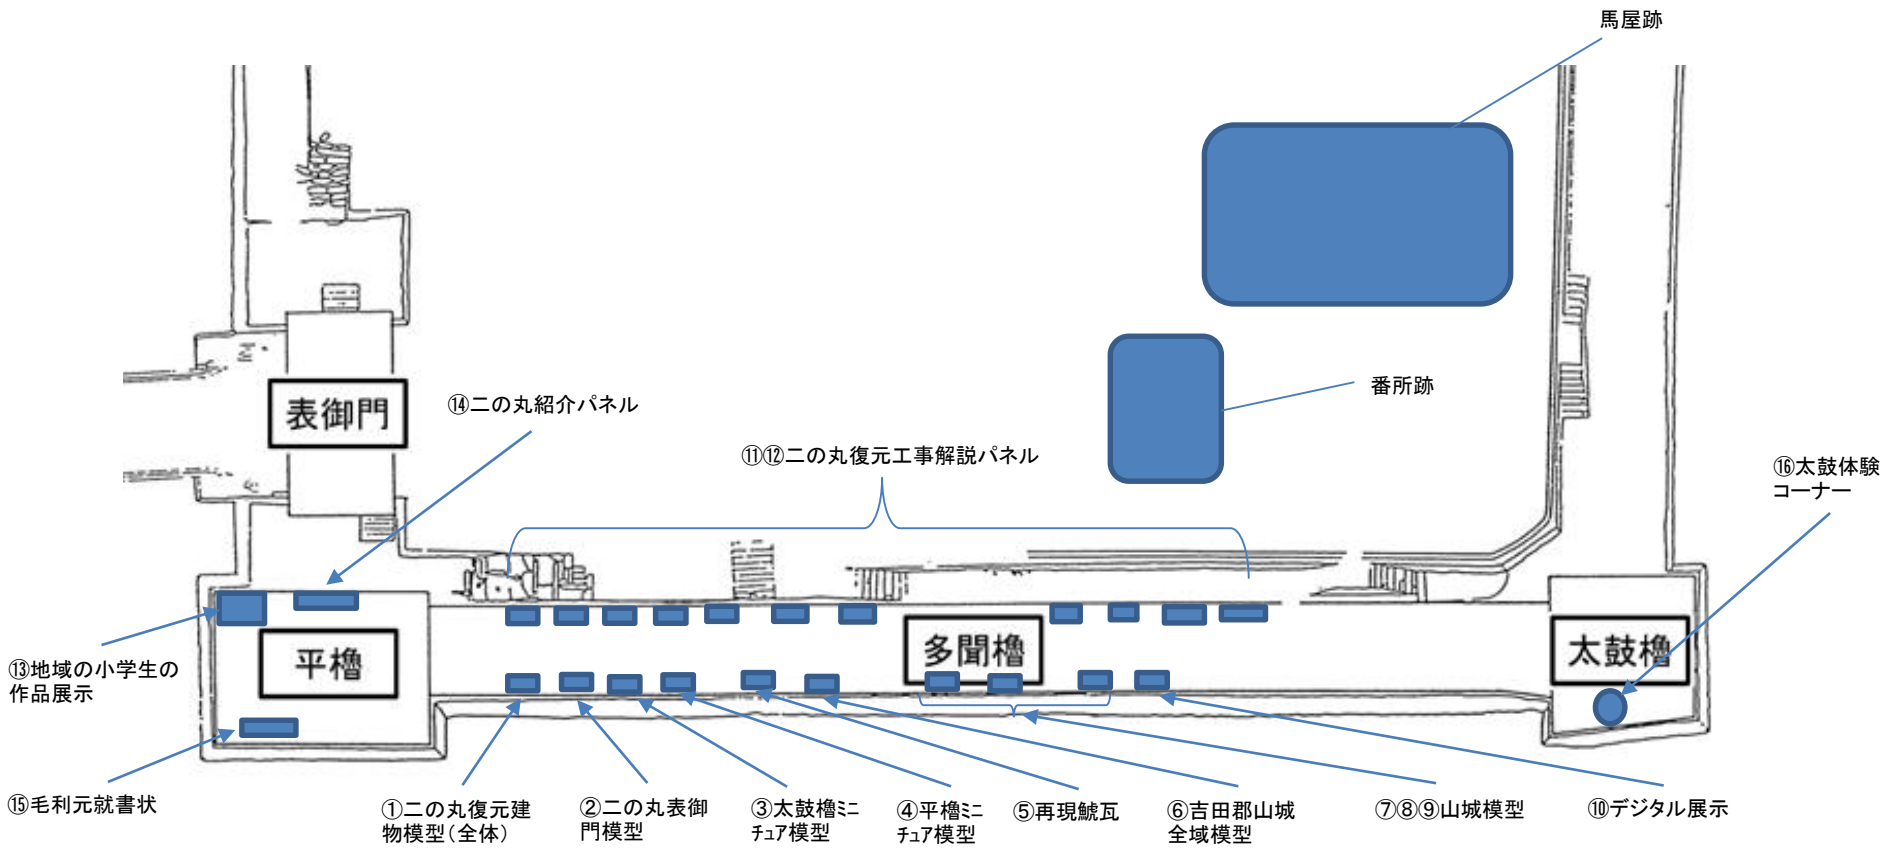 馬屋跡
番所跡
表御門
⑭二の丸紹介パネル
⑪⑫二の丸復元工事解説パネル
⑯太鼓体験
コーナー
平櫓
多聞櫓
太鼓櫓
⑬地域の小学生の
作品展示
⑮毛利元就書状
①二の丸復元建
物模型(全体)
②二の丸表御
門模型
③太鼓櫓ﾐﾆ
ﾁｭｱ模型
④平櫓ﾐﾆ
ﾁｭｱ模型
⑤再現鯱瓦
⑥吉田郡山城
全域模型
⑦⑧⑨山城模型
⑩デジタル展示